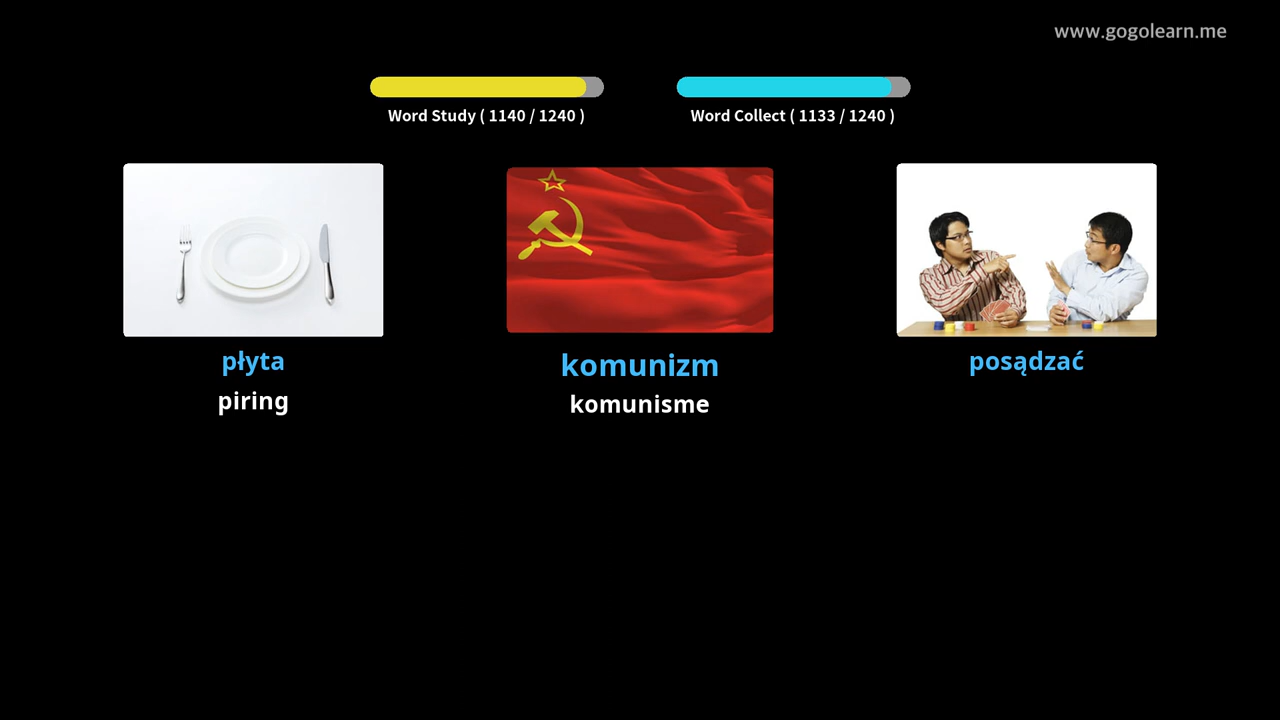 www.gogolearn.me
Word Study ( 1140 / 1240 )
Word Collect ( 1133 / 1240 )
płyta
piring
komunizm
komunisme
posądzać